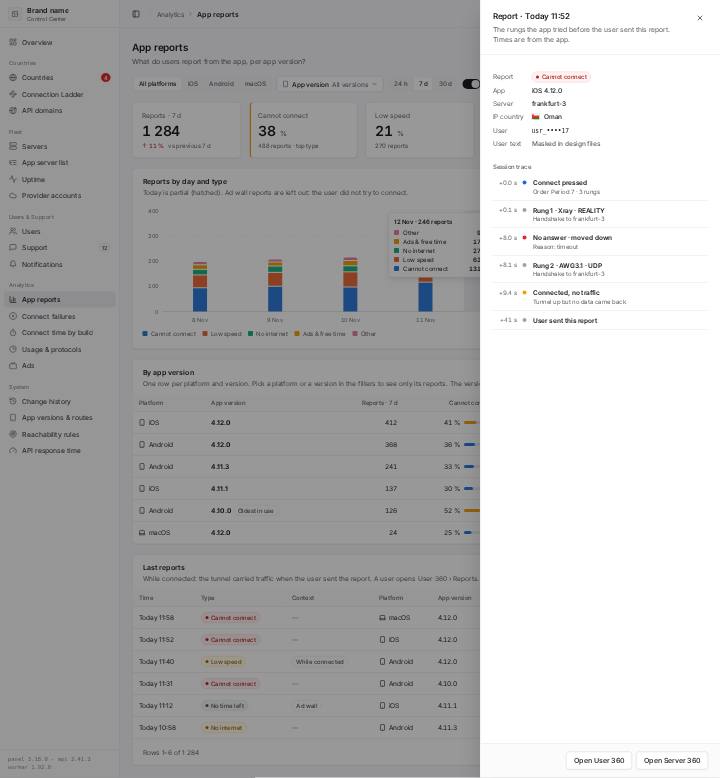 Brand name
Control Center
Overview
Countries
Countries 4
Connection Ladder
API domains
Fleet
Servers
App server list
Uptime
Provider accounts
Users & Support
Users
Support 12
Notifications
Analytics
App reports
Connect failures
Connect time by build
Usage & protocols
Ads
System
Change history
App versions & routes
Reachability rules
API response time
Analytics › App reports
App reports
What do users report from the app, per app version?
All platforms iOS Android macOS App version All versions 24 h 7 d 30 d
Reports · 7 d
1 284
↑ 11 % vs previous 7 d
Cannot connect
38 %
488 reports · top type
Low speed
21 %
270 reports
Reports by day and type
Today is partial (hatched). Ad wall reports are left out: the user did not try to connect.
400
300
200
100
0
8 Nov 9 Nov 10 Nov 11 Nov
12 Nov · 246 reports
Other
Ads & free time 17
No internet
Low speed
Cannot connect 131
Cannot connect Low speed No internet Ads & free time Other
By app version
One row per platform and version. Pick a platform or a version in the filters to see only its reports.
Platform App version Reports · 7 d
iOS 4.12.0 412 41 %
Android 4.12.0 368 36 %
Android 4.11.3 241 33 %
iOS 4.11.1 137 30 %
Android 4.10.0 Oldest in use 126 52 %
macOS 4.12.0 24 25 %
Last reports
While connected: the tunnel carried traffic when the user sent the report. A user opens User 360 › Reports.
Time Type Context Platform App version
Today 11:58 Cannot connect — macOS 4.12.0
Today 11:52 Cannot connect — iOS 4.12.0
Today 11:40 Low speed While connected Android 4.12.0
Today 11:31 Cannot connect — Android 4.10.0
Today 11:12 No time left Ad wall iOS 4.11.1
Today 10:58 No internet — Android 4.11.3
Rows 1–6 of 1 284
Report · Today 11:52
The rungs the app tried before the user sent this report.
Times are from the app.
Report Cannot connect
App iOS 4.12.0
Server frankfurt-3
IP country Oman
User usr_••••17
User text Masked in design files
Session trace
+0.0 s Connect pressed
Order Period 7 · 3 rungs
+0.1 s Rung 1 · Xray · REALITY
Handshake to frankfurt-3
+8.0 s No answer · moved down
Reason: timeout
+8.1 s Rung 2 · AWG 3.1 · UDP
Handshake to frankfurt-3
+9.4 s Connected, no traffic
Tunnel up but no data came back
+41 s User sent this report
Open User 360 Open Server 360